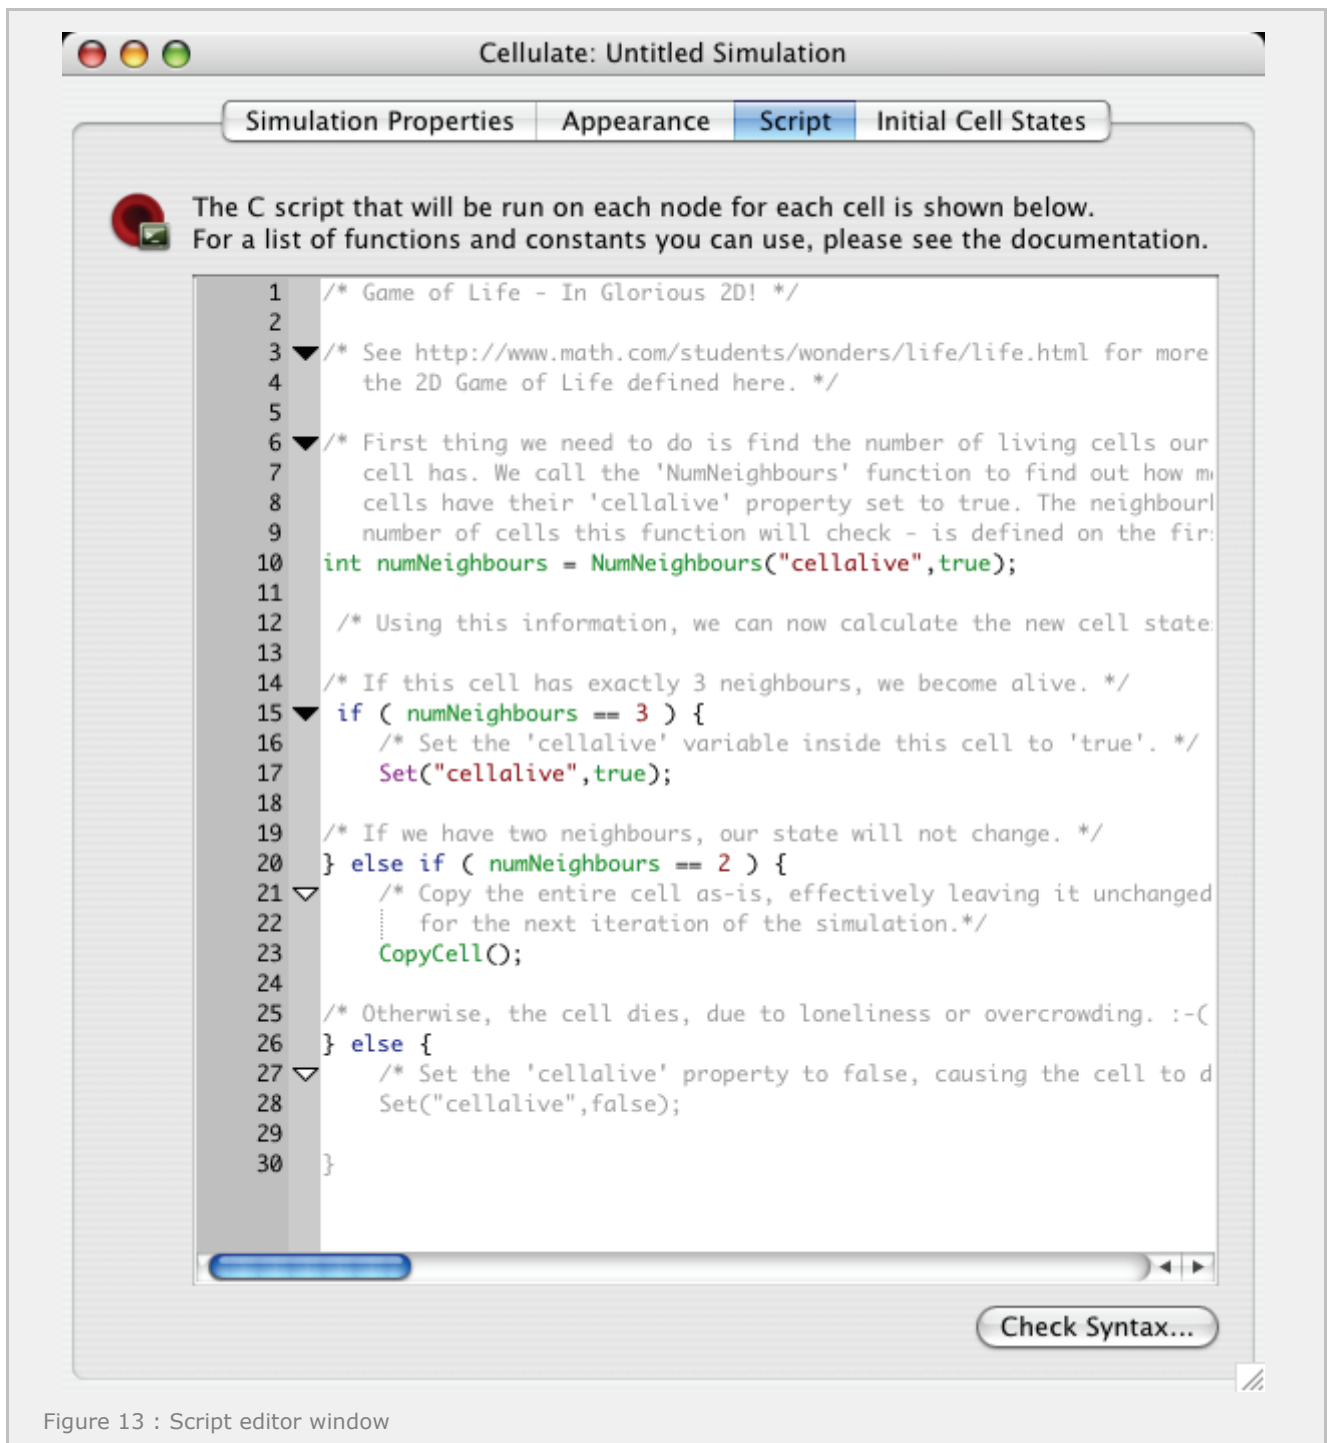 Cellulate: Untitled Simulation
Simulation Properties Appearance Script Initial Cell States
The C script that will be run on each node for each cell is shown below.
For a list of functions and constants you can use, please see the documentation.
1 /* Game of Life - In Glorious 2D! */
2
3 /* See http://www.math.com/students/wonders/life/life.html for more
4 the 2D Game of Life defined here. */
5
6 /* First thing we need to do is find the number of living cells our
7 cell has. We call the 'NumNeighbours' function to find out how
8 cells have their 'cellalive' property set to true. The
9 number of cells this function will check - is defined on the
10 int numNeighbours = NumNeighbours("cellalive",true);
11
12 /* Using this information, we can now calculate the new cell
13
14 /* If this cell has exactly 3 neighbours, we become alive. */
15 if ( numNeighbours == 3 ) {
16 /* Set the 'cellalive' variable inside this cell to 'true'. */
17 Set("cellalive",true);
18
19 /* If we have two neighbours, our state will not change. */
20 } else if ( numNeighbours == 2 ) {
21 /* Copy the entire cell as-is, effectively leaving it unchanged
22 for the next iteration of the simulation.*/
23 CopyCell();
24
25 /* Otherwise, the cell dies, due to loneliness or overcrowding. :-(
26 } else {
27 /* Set the 'cellalive' property to false, causing the cell to d
28 Set("cellalive",false);
29
30 }
Check Syntax...
Figure 13 : Script editor window